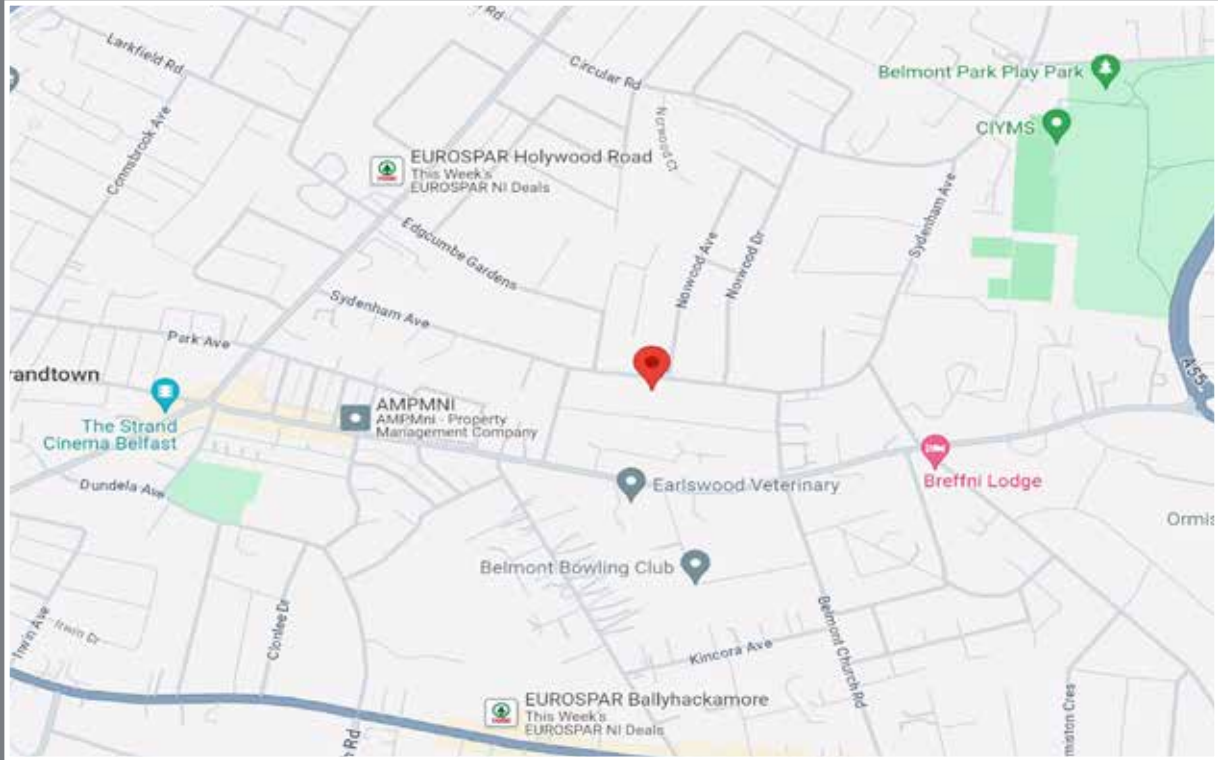 Rd
Larkfield Rd
Circular Rd
Belmont Park Play Park
Connsbrook Ave
Norwood Ct
CIYMS
EUROSPAR Holywood Road
This Week's
EUROSPAR NI Deals
Sydenham Ave
Edgcumbe Gardens
Norwood Ave
Norwood Dr
Sydenham Ave
Park Ave
A55
randtown
AMPMNI
AMPMni - Property
Management Company
The Strand
Cinema Belfast
Dundela Ave
Earlswood Veterinary
Breffni Lodge
Ormis
Belmont Bowling Club
Irwin Ave
Irwin Dr
Clonlee Dr
Belmont Church Rd
Kincora Ave
EUROSPAR Ballyhackamore
This Week's
EUROSPAR NI Deals
Rd
rmiston Cres